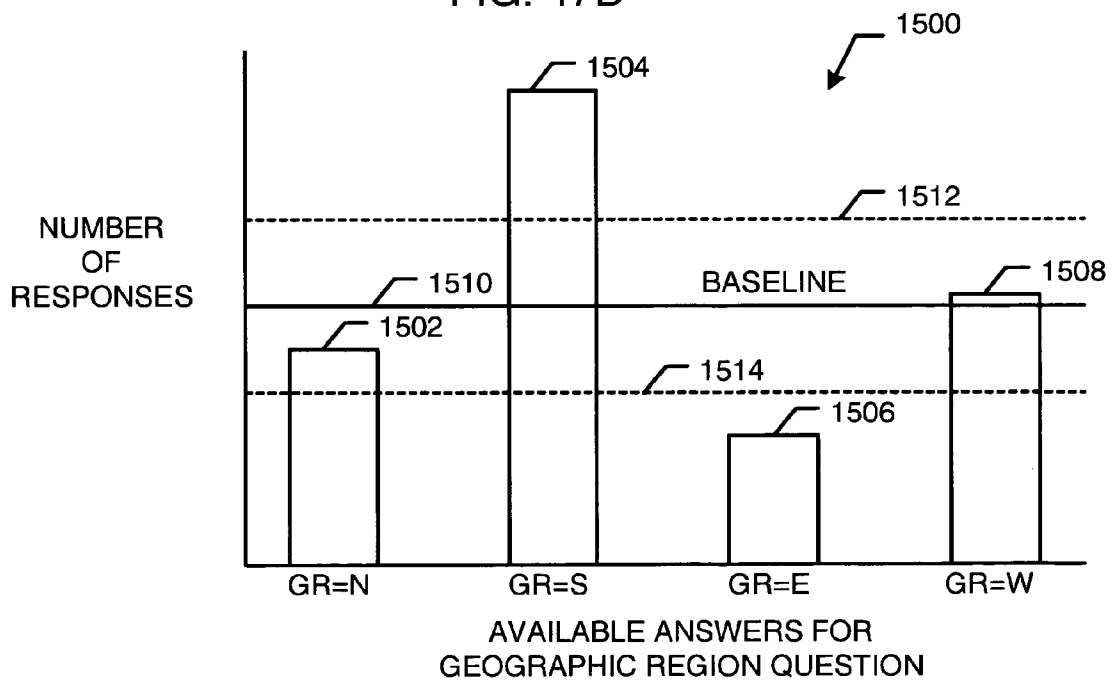 1500
1504
1512
NUMBER
OF
RESPONSES
1510
BASELINE
1508
1502
1514
1506
GR=N
GR=S
GR=E
GR=W
AVAILABLE ANSWERS FOR
GEOGRAPHIC REGION QUESTION